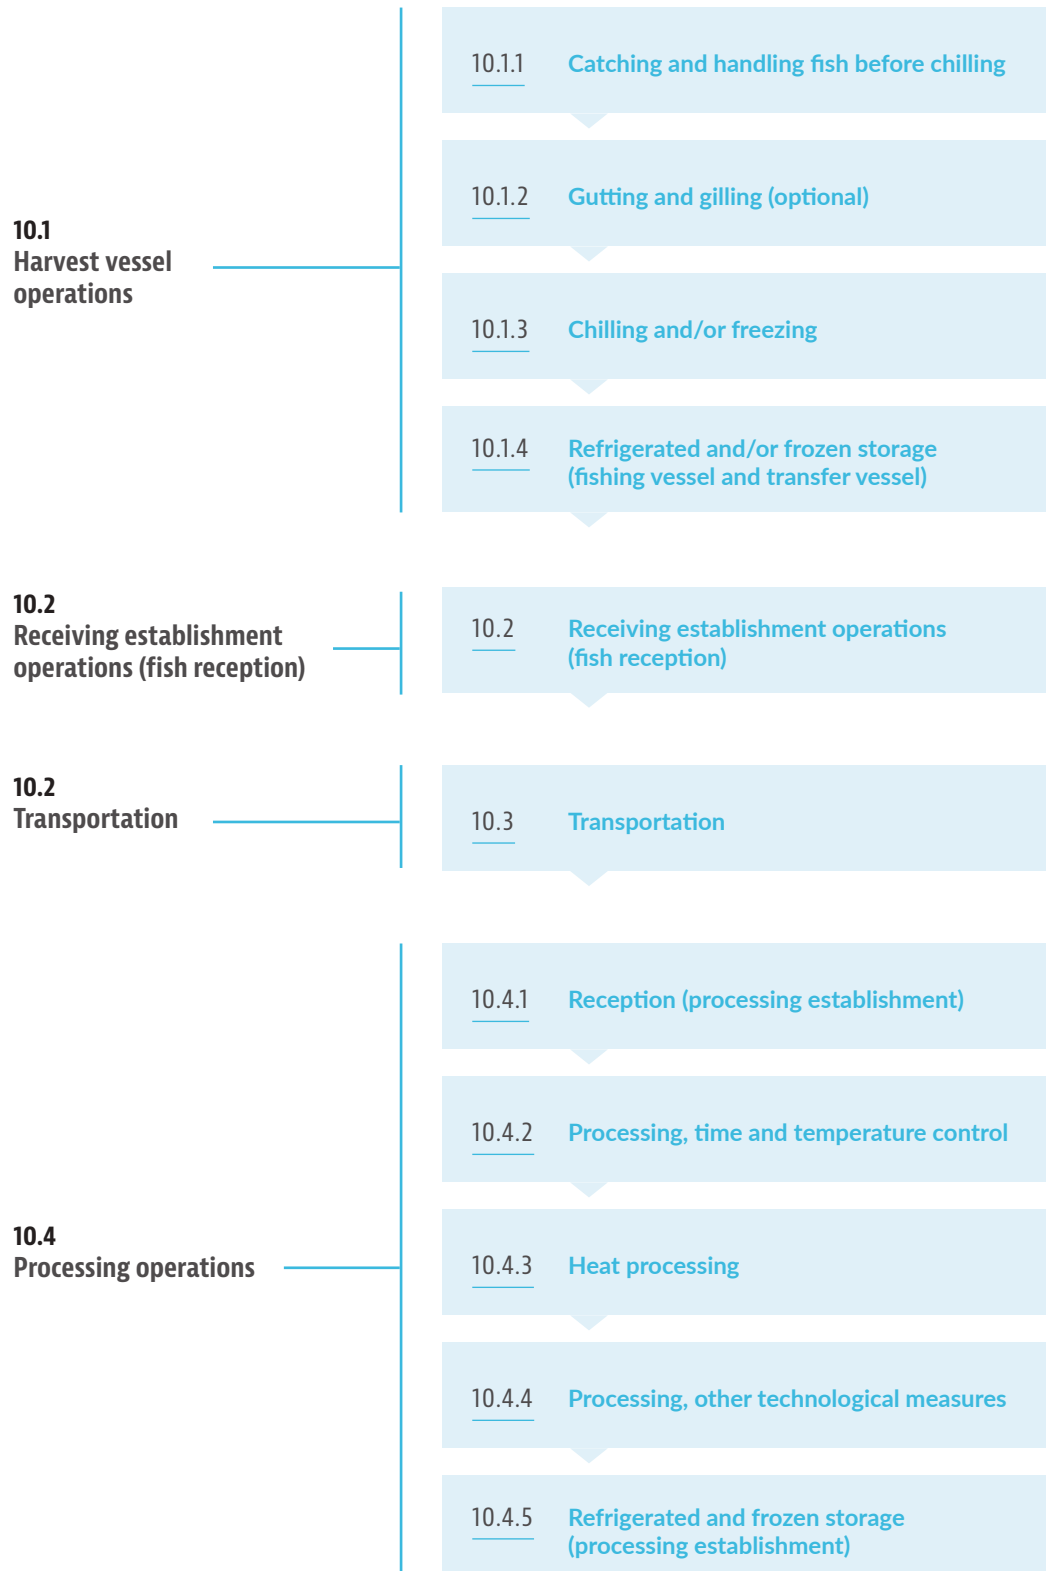 10.1
Harvest vessel
operations
10.1.1 Catching and handling fish before chilling
10.1.2 Gutting and gilling (optional)
10.1.3 Chilling and/or freezing
10.1.4 Refrigerated and/or frozen storage
(fishing vessel and transfer vessel)
10.2
Receiving establishment
operations (fish reception)
10.2 Receiving establishment operations
(fish reception)
10.2
Transportation
10.3 Transportation
10.4
Processing operations
10.4.1 Reception (processing establishment)
10.4.2 Processing, time and temperature control
10.4.3 Heat processing
10.4.4 Processing, other technological measures
10.4.5 Refrigerated and frozen storage
(processing establishment)